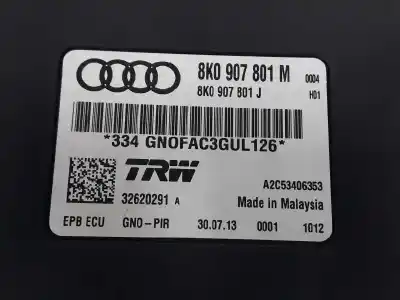 8K0 907 801 M 0004
8K0 907 801 J H01
*334 GNOFAC3GUL126*
TRW A2C53406353
32620291 A Made in Malaysia
EPB ECU GNO-PIR 30.07.13 0001 1012